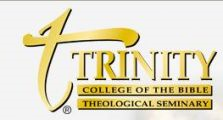 TRINITY
COLLEGE OF THE BIBLE
THEOLOGICAL SEMINARY
®